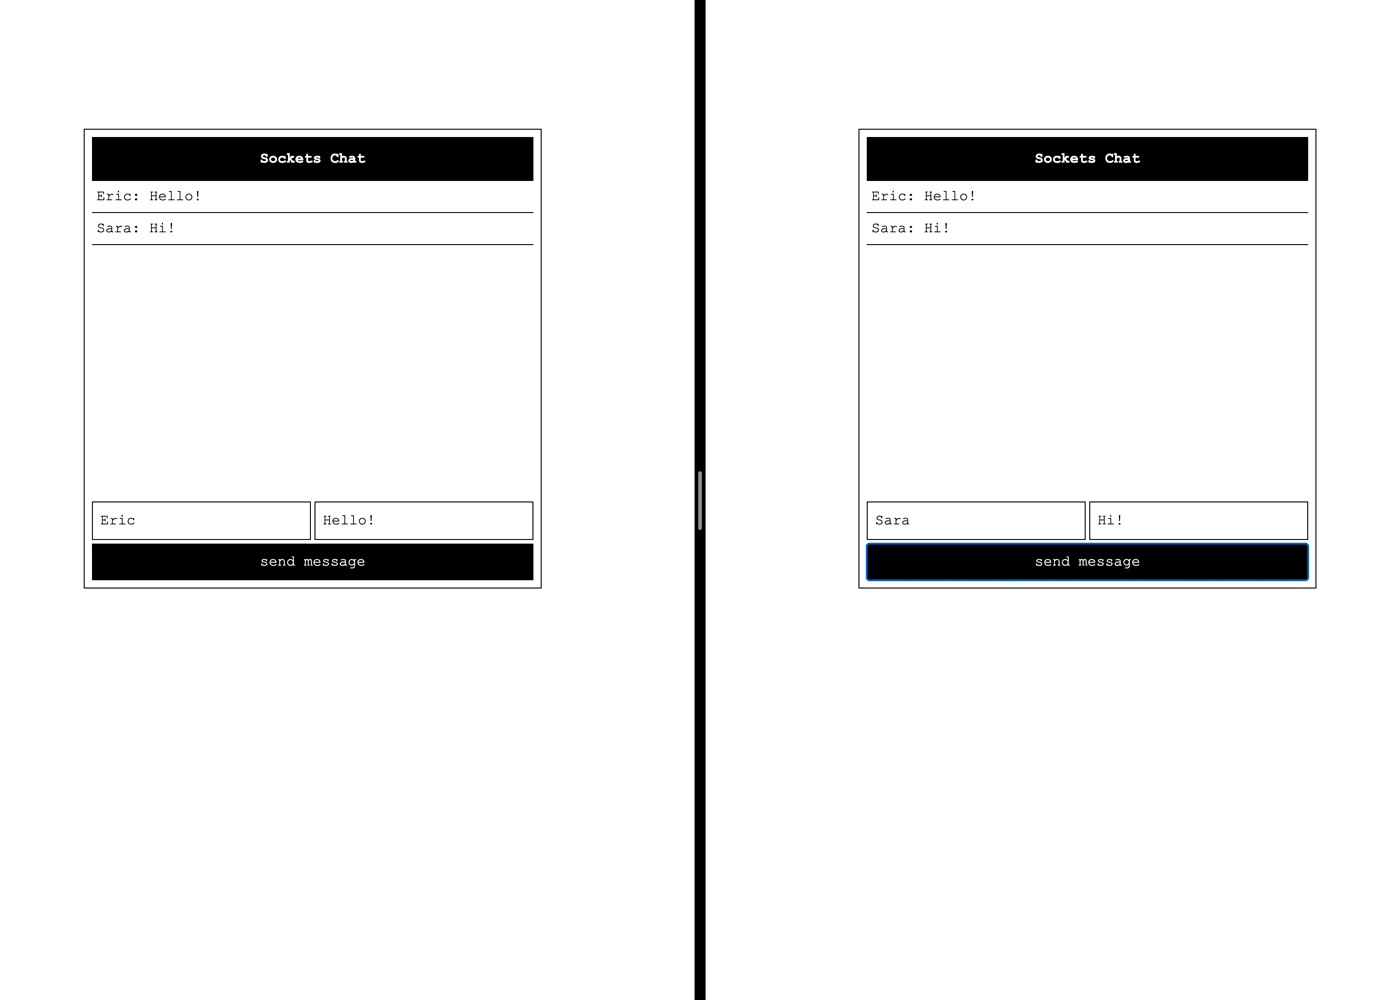 Sockets Chat
Eric: Hello!
Sara: Hi!
Eric
Hello!
send message
Sockets Chat
Eric: Hello!
Sara: Hi!
Sara
Hi!
send message